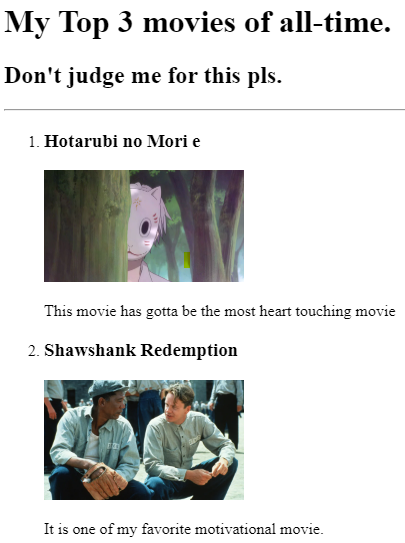 My Top 3 movies of all-time.
Don't judge me for this pls.
1. Hotarubi no Mori e
This movie has gotta be the most heart touching movie
2. Shawshank Redemption
It is one of my favorite motivational movie.